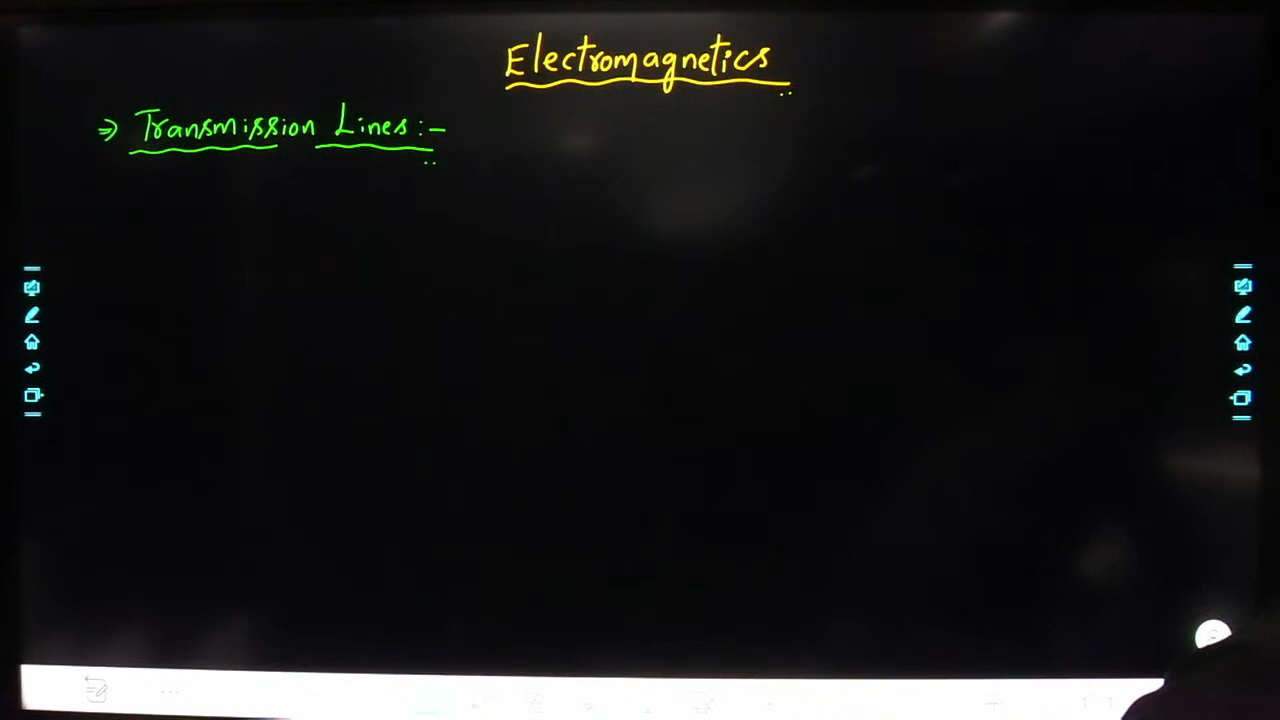 Electromagnetics
⇒ Transmission Lines :-